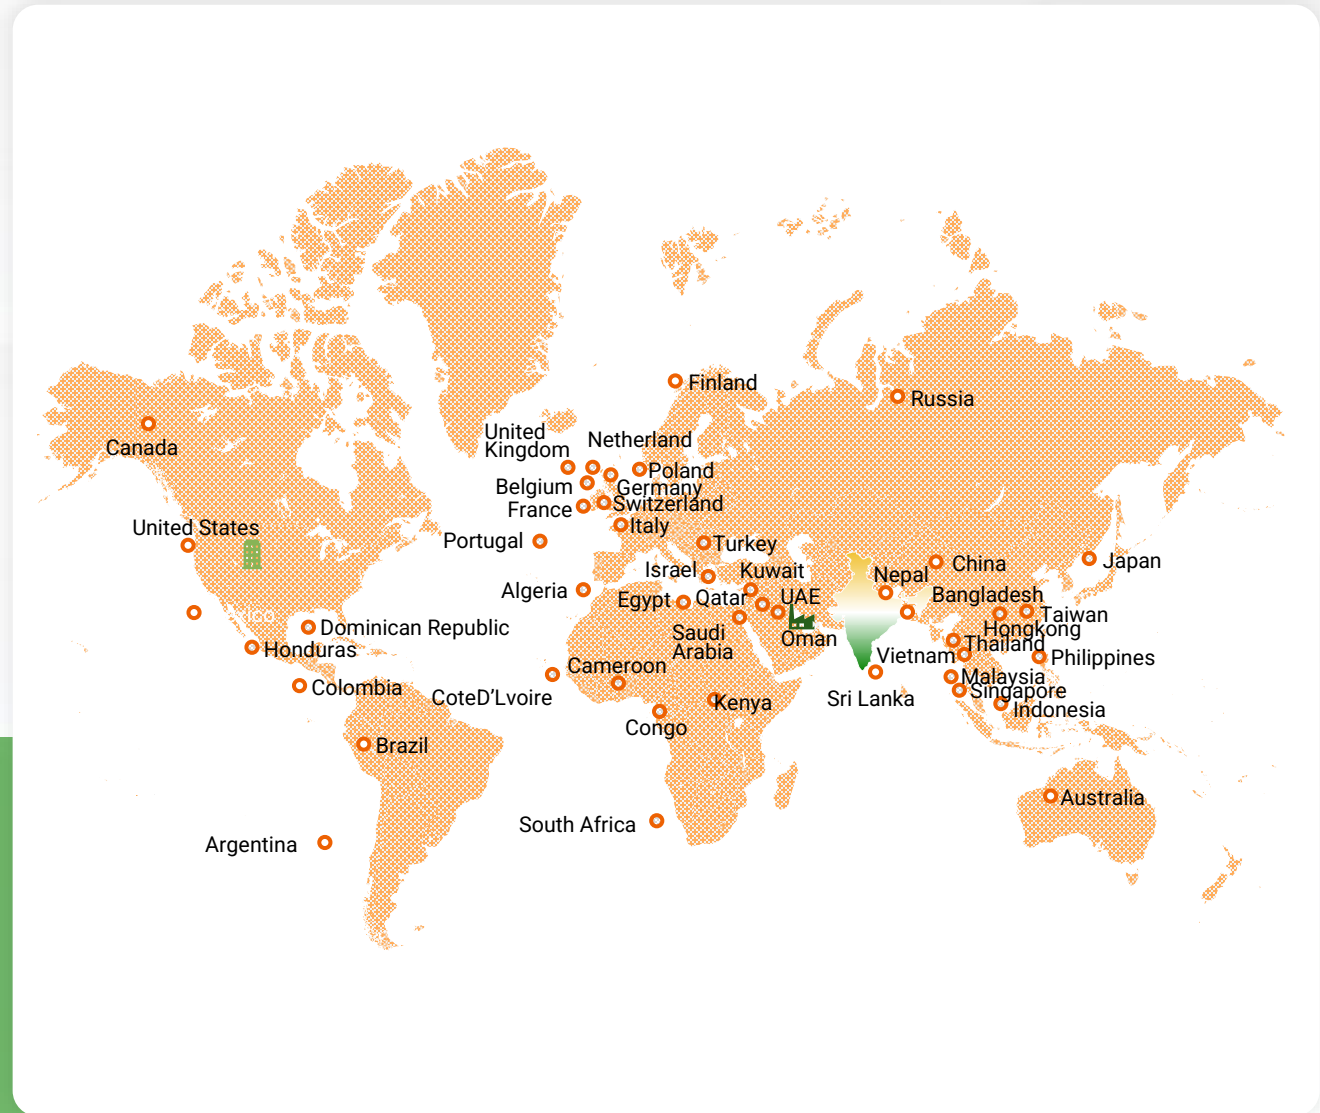 Finland
Russia
Canada
United
Kingdom
Netherland
Poland
Belgium
Germany
France
Switzerland
United States
Italy
Portugal
Turkey
China
Japan
Israel
Kuwait
Nepal
Algeria
Egypt
Qatar
UAE
Bangladesh
Taiwan
Dominican Republic
Hongkong
Saudi
Arabia
Oman
Thailand
Honduras
Vietnam
Philippines
Cameroon
Malaysia
Colombia
CoteD'Lvoire
Singapore
Kenya
Sri Lanka
Indonesia
Congo
Brazil
Australia
South Africa
Argentina